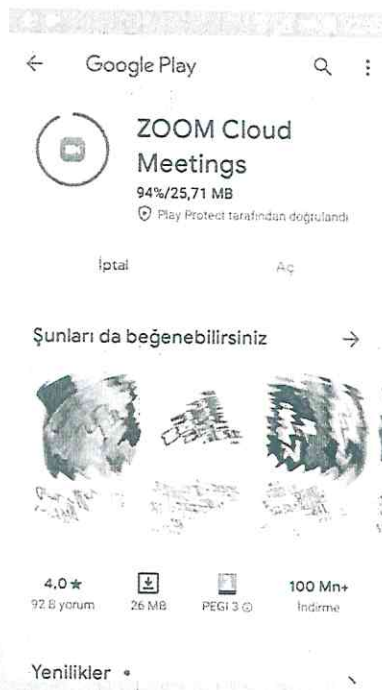 Google Play
ZOOM Cloud
Meetings
94%/25,71 MB
Play Protect tarafından doğrulandı
İptal
Aç
Şunları da beğenebilirsiniz
4,0★
92 B yorum
26 MB
PEGI 3
100 Mn+
İndirme
Yenilikler